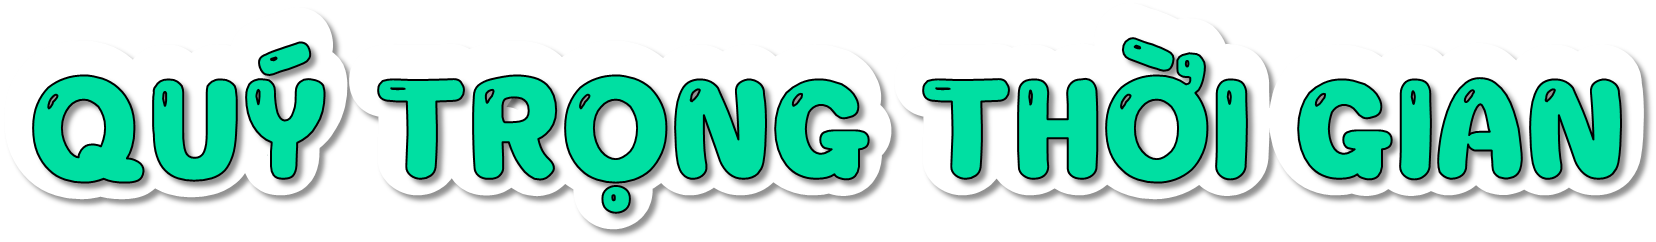 QUÝ TRỌNG THỜI GIAN